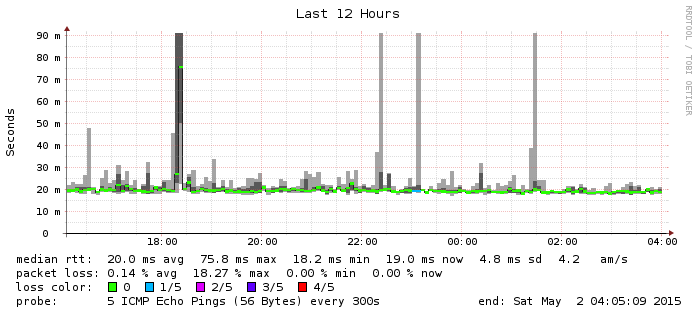 Last 12 Hours
RRDTOOL / TOBI OETIKER
Seconds
90 m
80 m
70 m
60 m
50 m
40 m
30 m
20 m
10 m
0
18:00 20:00 22:00 00:00 02:00 04:00
median rtt: 20.0 ms avg 75.8 ms max 18.2 ms min 19.0 ms now 4.8 ms sd 4.2 am/s
packet loss: 0.14 % avg 18.27 % max 0.00 % min 0.00 % now
loss color: 0 1/5 2/5 3/5 4/5
probe: 5 ICMP Echo Pings (56 Bytes) every 300s end: Sat May 2 04:05:09 2015